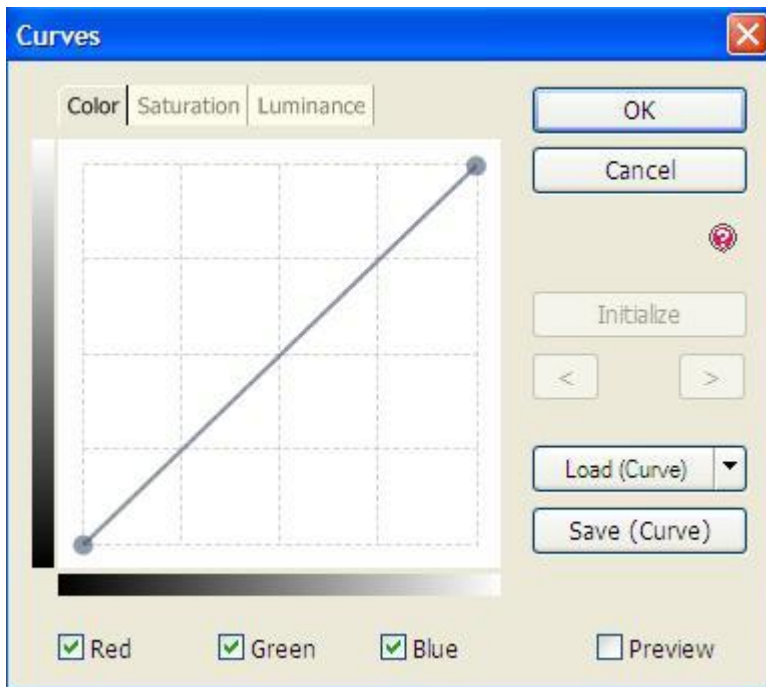 Curves
Color Saturation Luminance
OK
Cancel
?
Initialize
< >
Load (Curve)
Save (Curve)
Red Green Blue Preview